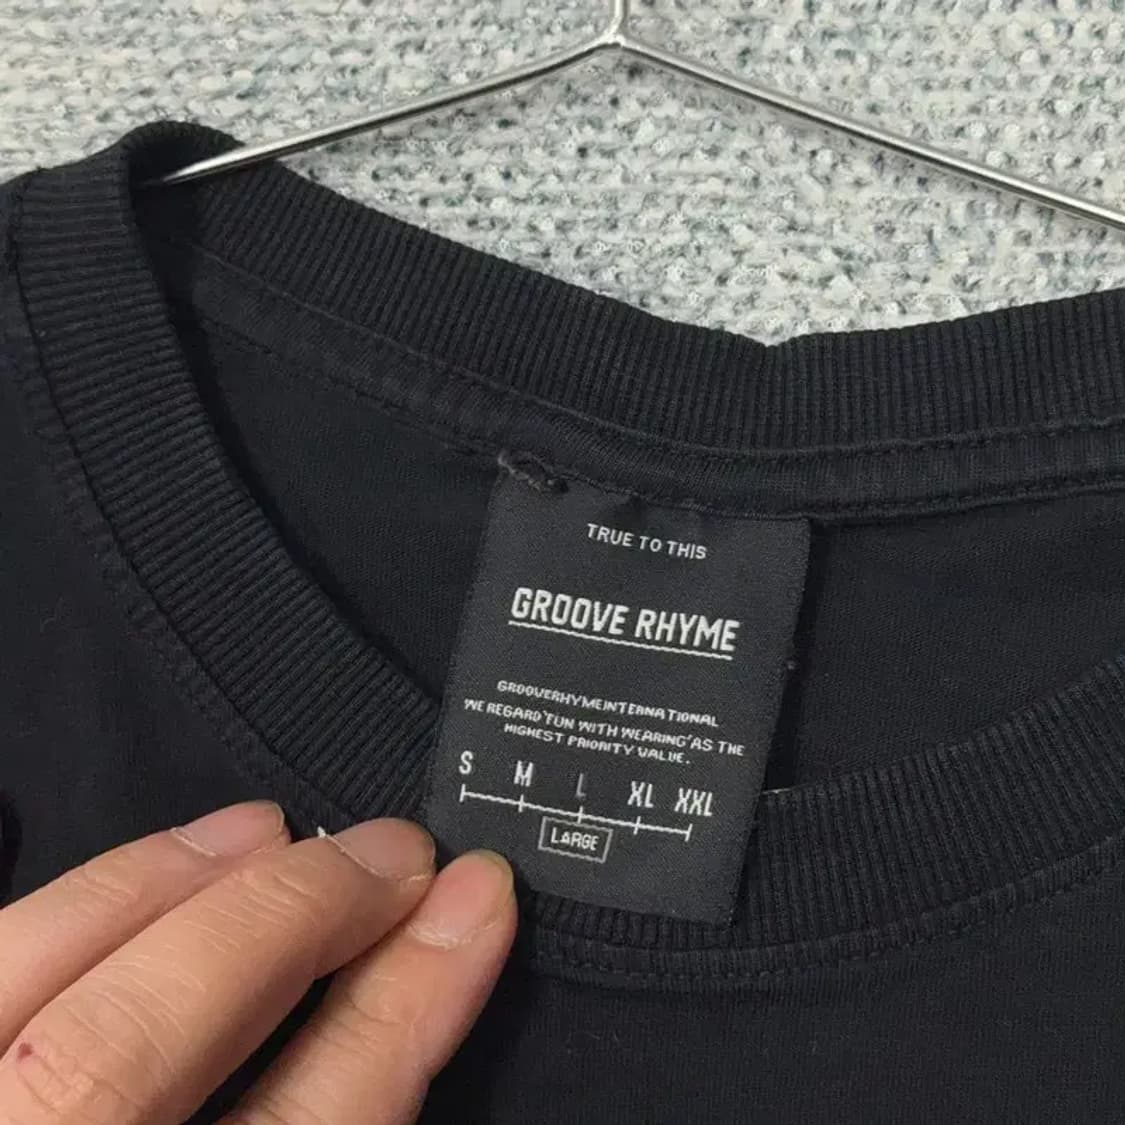 TRUE TO THIS
GROOVE RHYME
GROOVERHYMEINTERNATIONAL
WE REGARD'FUN WITH WEARING'AS THE
HIGHEST PRIORITY VALUE.
S M L XL XXL
LARGE